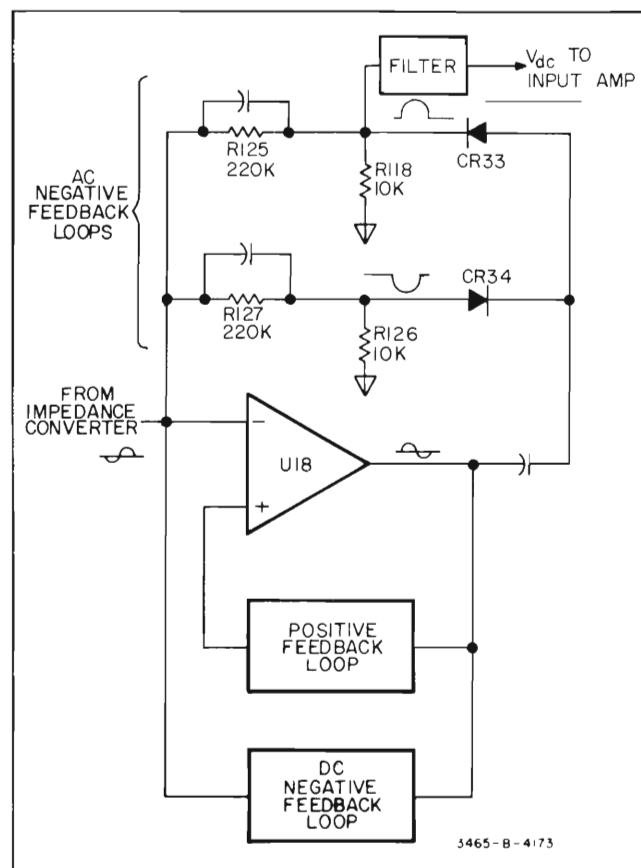 FILTER
Vdc TO
INPUT AMP
AC
NEGATIVE
FEEDBACK
LOOPS
R125
220K
R118
10K
CR33
R127
220K
R126
10K
CR34
FROM
IMPEDANCE
CONVERTER
−
U18
+
POSITIVE
FEEDBACK
LOOP
DC
NEGATIVE
FEEDBACK
LOOP
3465-B-4173